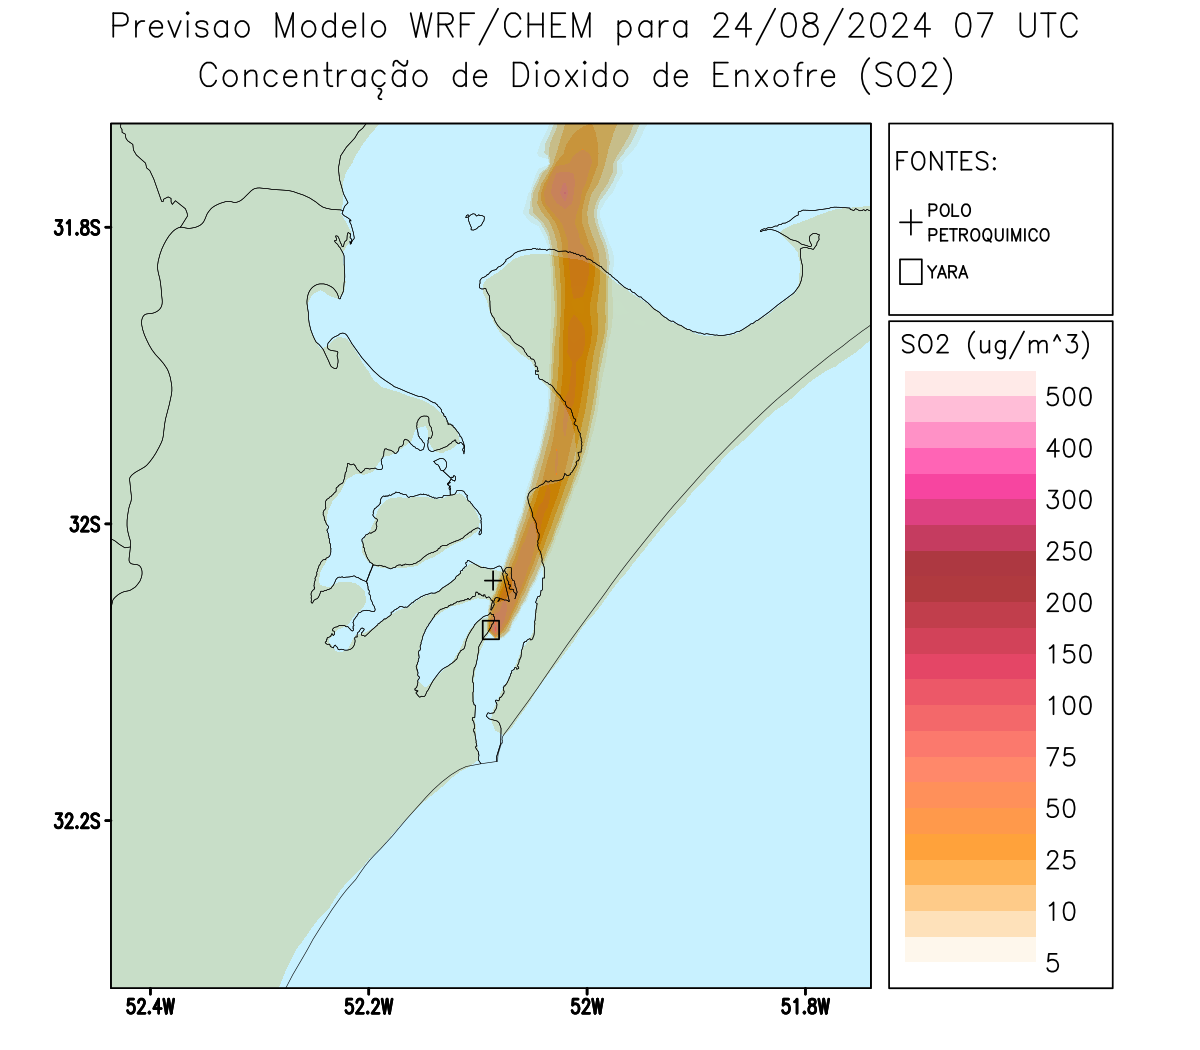 Previsao Modelo WRF/CHEM para 24/08/2024 07 UTC
Concentração de Dioxido de Enxofre (SO2)
FONTES:
POLO
PETROQUIMICO
YARA
SO2 (ug/m^3)
500
400
300
250
200
150
100
75
50
25
10
5
31.8S
32S
32.2S
52.4W
52.2W
52W
51.8W